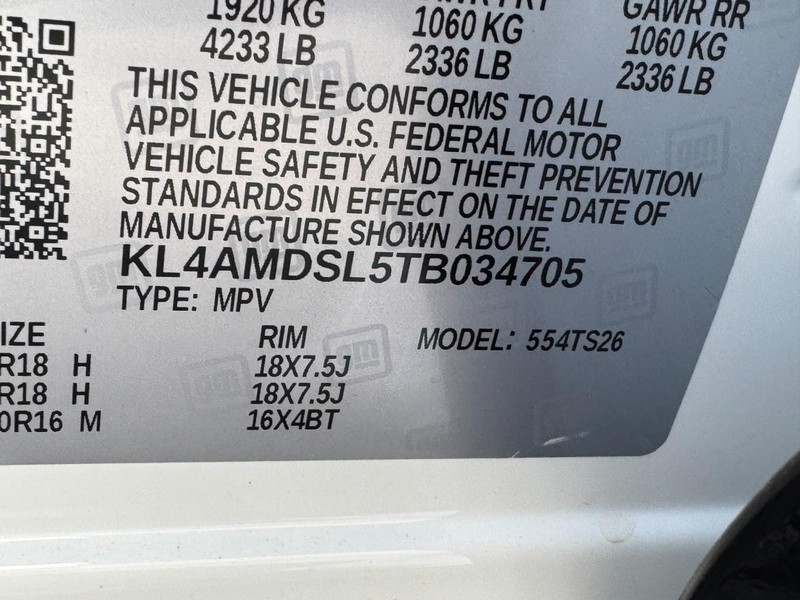 1920 KG
1060 KG
GAWR RR
1060 KG
4233 LB
2336 LB
2336 LB
THIS VEHICLE CONFORMS TO ALL
APPLICABLE U.S. FEDERAL MOTOR
VEHICLE SAFETY AND THEFT PREVENTION
STANDARDS IN EFFECT ON THE DATE OF
MANUFACTURE SHOWN ABOVE.
KL4AMDSL5TB034705
TYPE: MPV
IZE RIM MODEL: 554TS26
R18 H 18X7.5J
R18 H 18X7.5J
0R16 M 16X4BT
gm